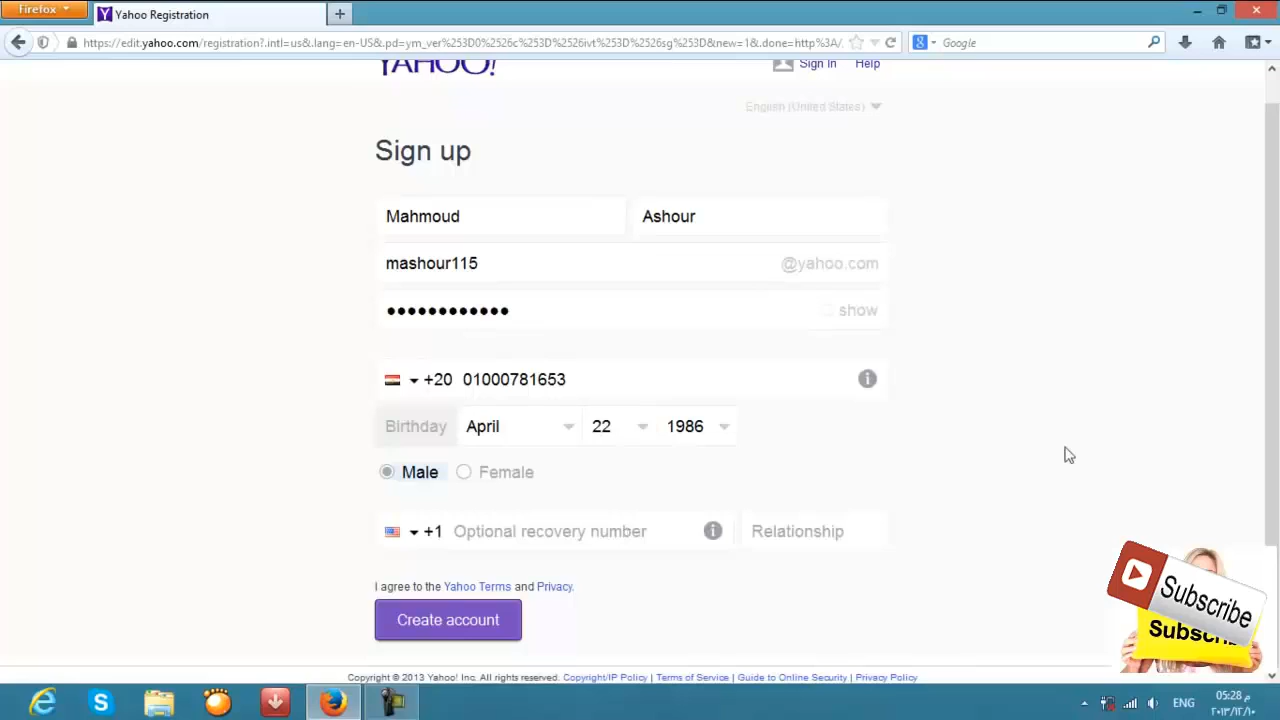 Firefox
Yahoo Registration
https://edit.yahoo.com/registration?.intl=us&.lang=en-US&.pd=ym_ver%253D0%2526c%253D%2526ivt%253D%2526sg%253D&new=1&.done=http%3A/.
Google
YAHOO!
Sign In Help
English (United States)
Sign up
Mahmoud Ashour
mashour115 @yahoo.com
show
+20 01000781653
Birthday April 22 1986
Male Female
+1 Optional recovery number Relationship
I agree to the Yahoo Terms and Privacy.
Create account
Subscribe
Copyright © 2013 Yahoo! Inc. All rights reserved. Copyright/IP Policy | Terms of Service | Guide to Online Security | Privacy Policy
ENG
05:28 م
٢٠١٣/١٢/١٠